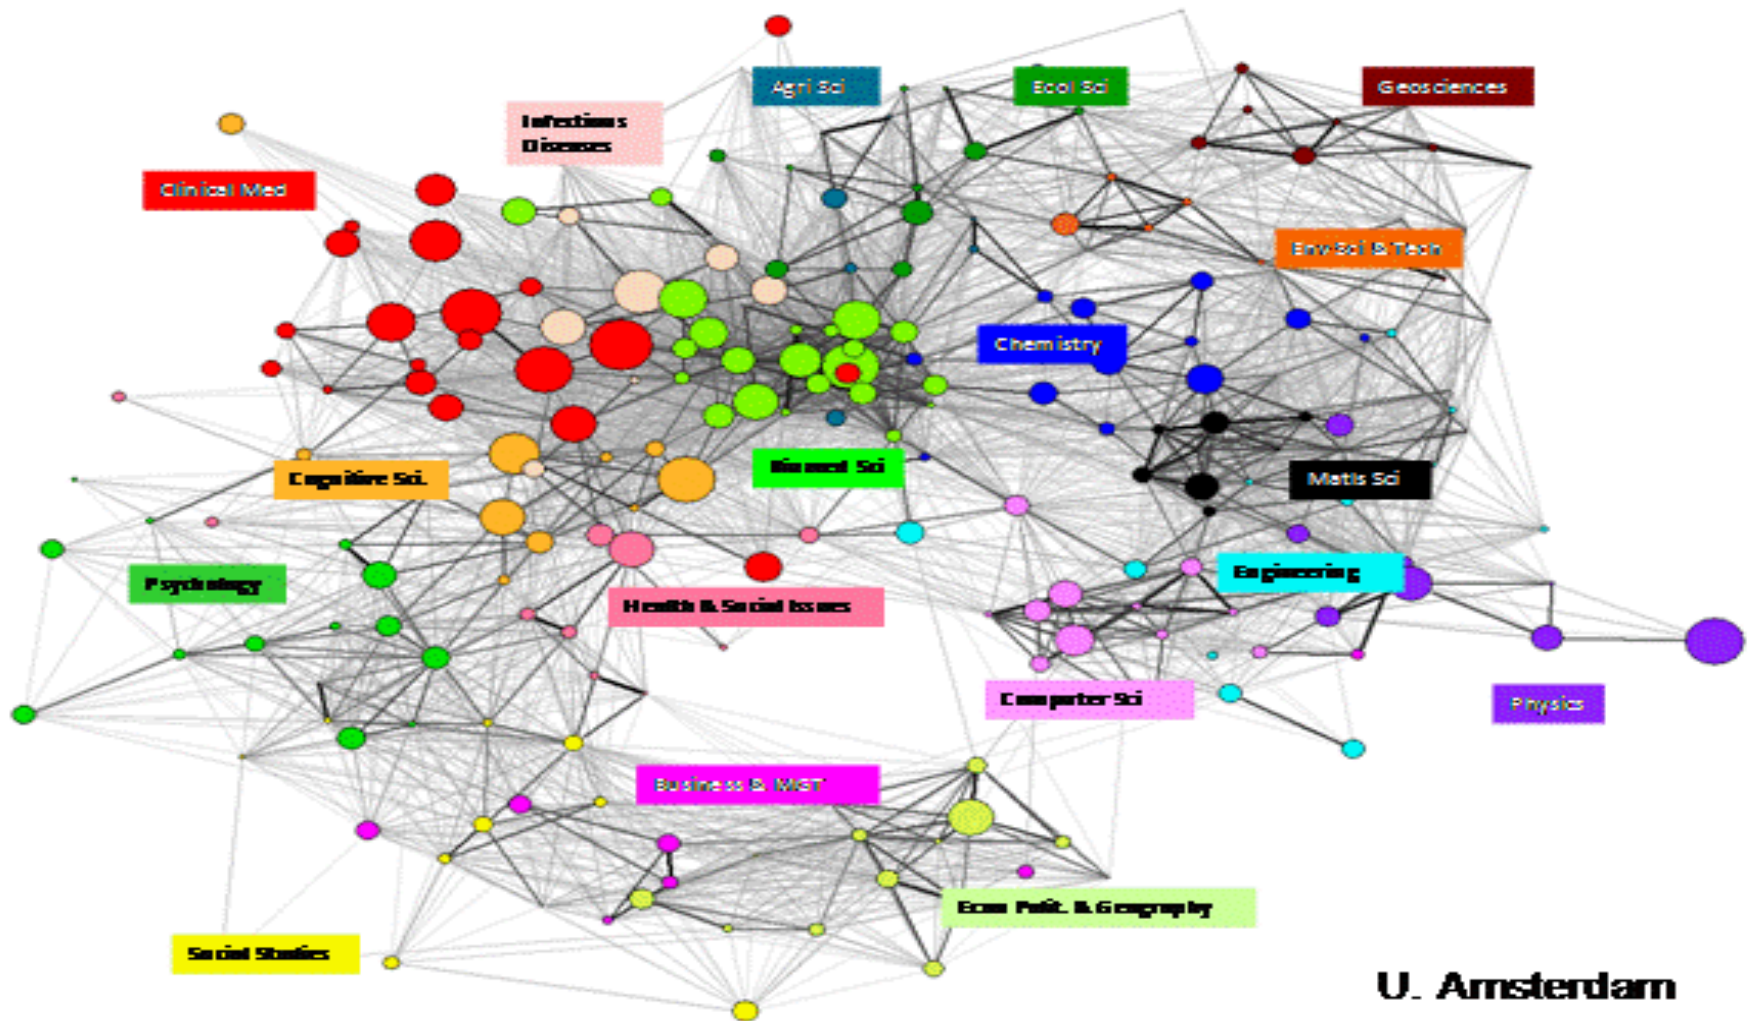 Agri Sci
Ecol Sci
Geosciences
Infectious
Diseases
Clinical Med
Env Sci & Tech
Chemistry
Biomed Sci
Cognitive Sci.
Matls Sci
Engineering
Psychology
Health & Social Issues
Computer Sci
Physics
Business & MGT
Econ Polit. & Geography
Social Studies
U. Amsterdam